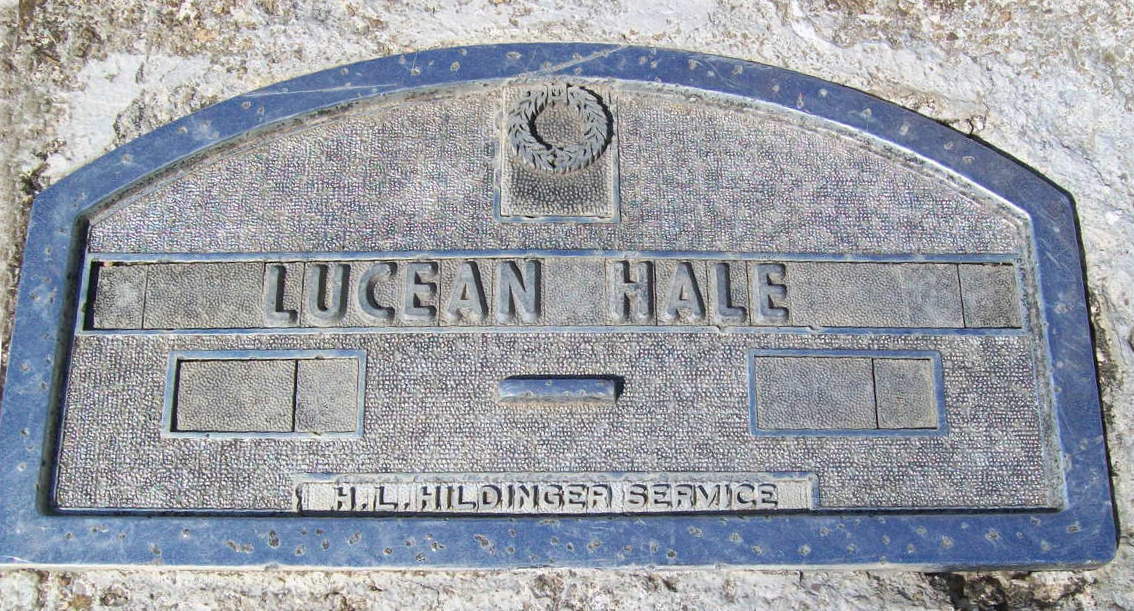 LUCEAN HALE
H.L. HILDINGER SERVICE